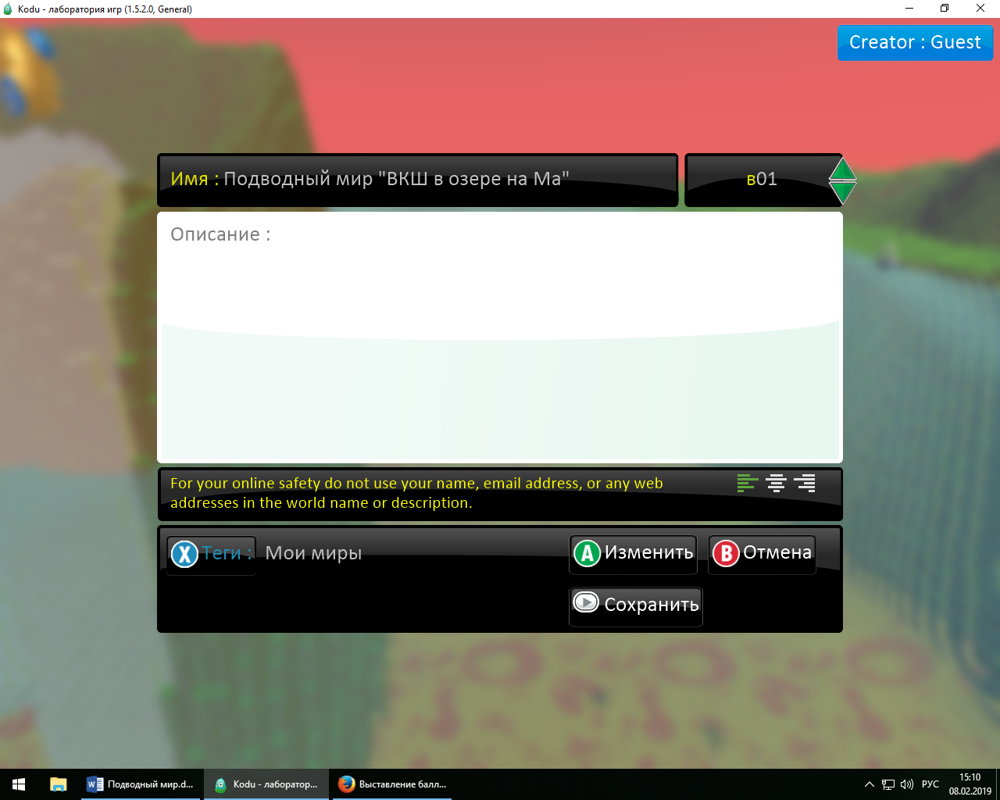 Kodu - лаборатория игр (1.5.2.0, General)
Creator : Guest
Имя : Подводный мир "ВКШ в озере на Ма"
в01
Описание :
For your online safety do not use your name, email address, or any web
addresses in the world name or description.
X Теги : Мои миры
A Изменить
B Отмена
Сохранить
Подводный мир.d...
Kodu - лаборатор...
Выставление балл...
РУС
15:10
08.02.2019